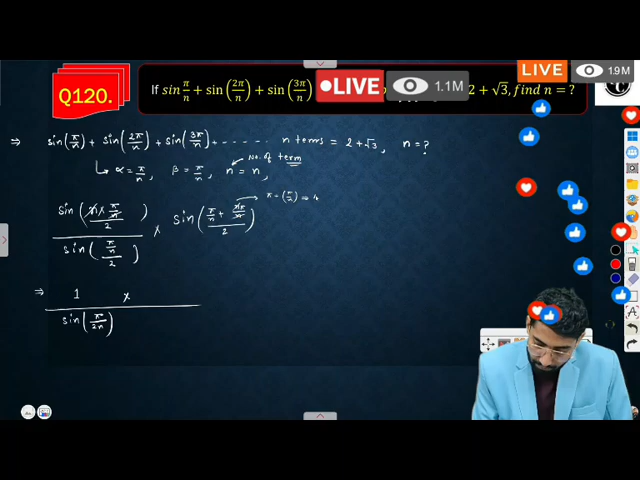 LIVE 1.9M
Q120.
If sin π/n + sin(2π/n) + sin(3π/n) LIVE 1.1M 2 + √3, find n = ?
⇒ sin(π/n) + sin(2π/n) + sin(3π/n) + ------ n terms = 2+√3, n = ?
No. of term
↳ α = π/n, β = π/n, n = n,
π = (π/2) ⇒
sin(n × π/n / 2) / sin(π/n / 2) × sin(π/n + / 2)
⇒ 1 × / sin(π/2n)